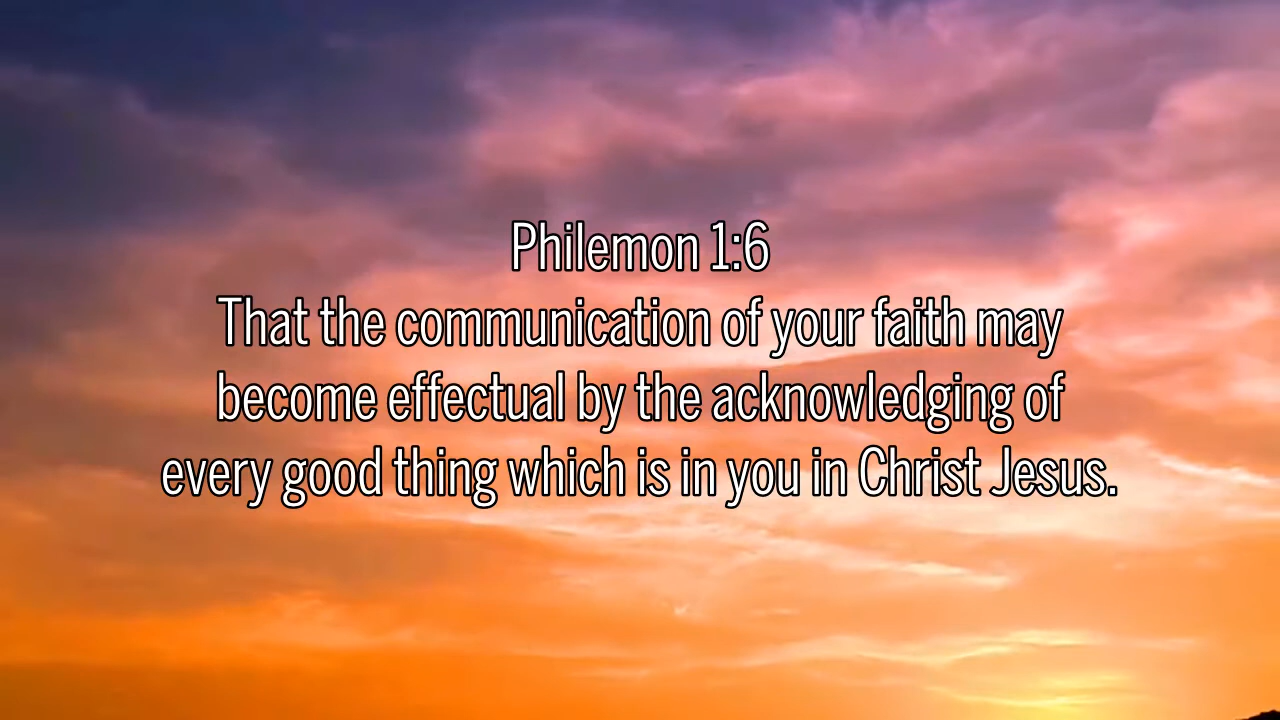 Philemon 1:6
That the communication of your faith may
become effectual by the acknowledging of
every good thing which is in you in Christ Jesus.